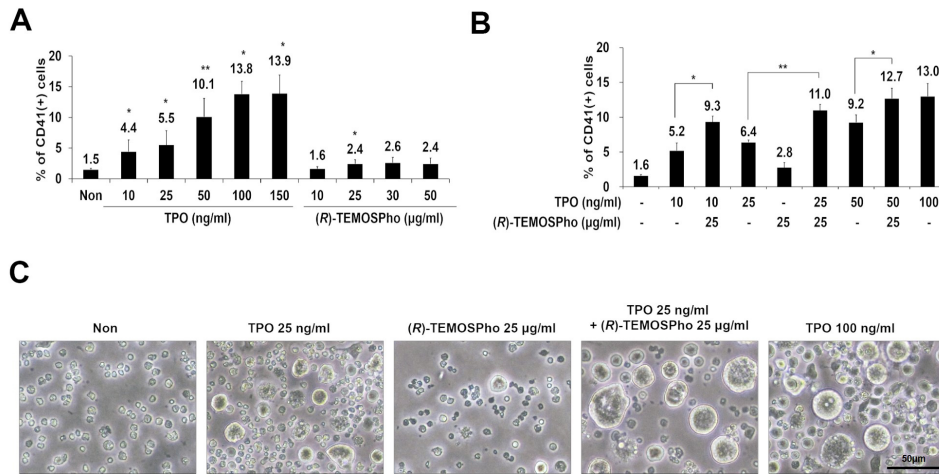 A
% of CD41(+) cells
20
15
10
5
0
1.5
4.4
5.5
10.1
13.8
13.9
1.6
2.4
2.6
2.4
*
*
**
*
*
*
Non 10 25 50 100 150 10 25 30 50
TPO (ng/ml) (R)-TEMOSPho (µg/ml)
B
% of CD41(+) cells
20
15
10
5
0
1.6
5.2
9.3
6.4
2.8
11.0
9.2
12.7
13.0
*
**
*
TPO (ng/ml) - 10 10 25 - 25 50 50 100
(R)-TEMOSPho (µg/ml) - - 25 - 25 25 - 25 -
C
Non
TPO 25 ng/ml
(R)-TEMOSPho 25 µg/ml
TPO 25 ng/ml
+ (R)-TEMOSPho 25 µg/ml
TPO 100 ng/ml
50µm